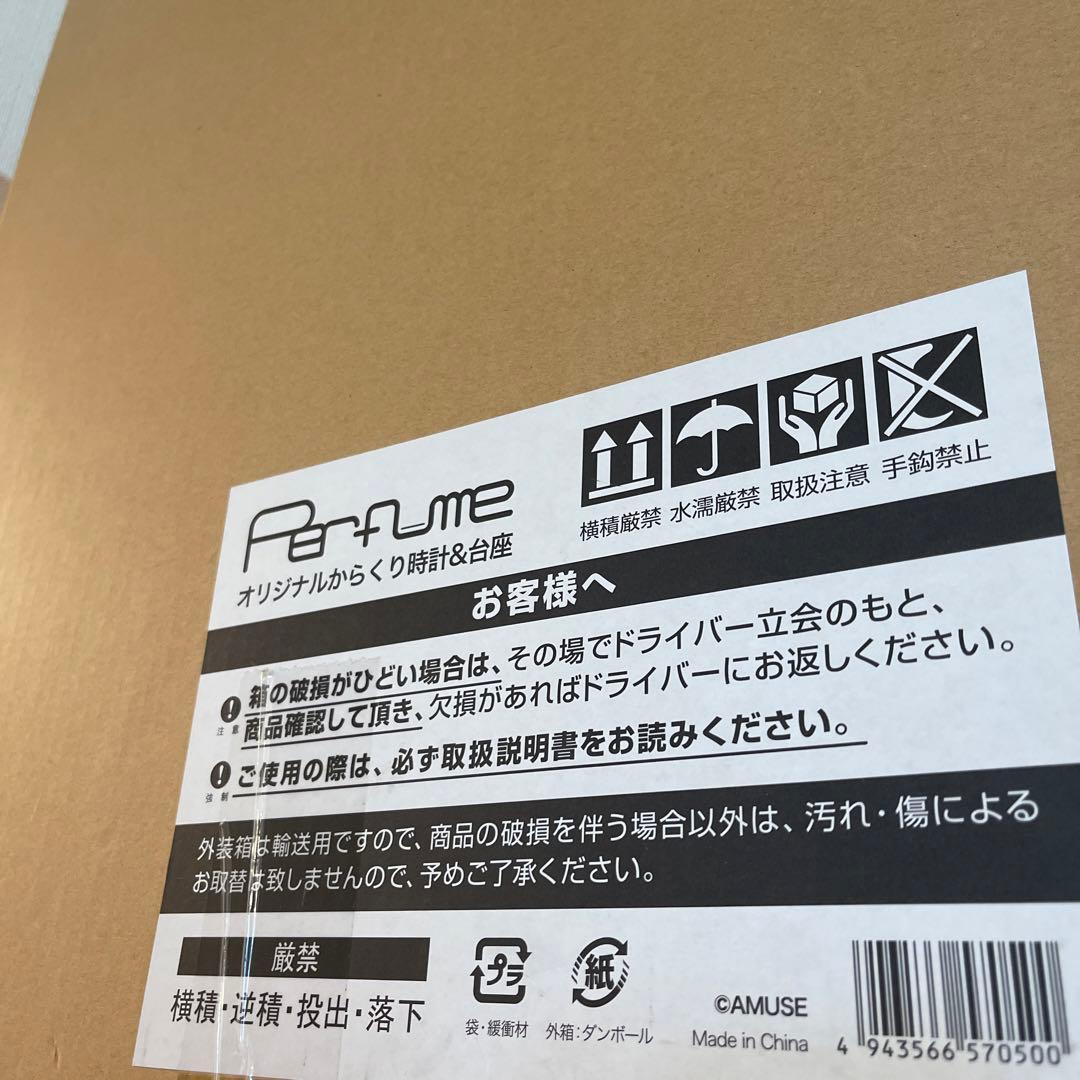 Perfume
オリジナルからくり時計&台座
横積厳禁 水濡厳禁 取扱注意 手鈎禁止
お客様へ
箱の破損がひどい場合は、その場でドライバー立会のもと、
注意 商品確認して頂き、欠損があればドライバーにお返しください。
ご使用の際は、必ず取扱説明書をお読みください。
強制
外装箱は輸送用ですので、商品の破損を伴う場合以外は、汚れ・傷による
お取替は致しませんので、予めご了承ください。
厳禁
横積・逆積・投出・落下
プラ
袋・緩衝材
紙
外箱:ダンボール
©AMUSE
Made in China
4 943566 570500